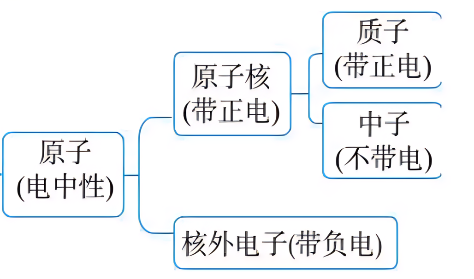 原子
(电中性)
原子核
(带正电)
质子
(带正电)
中子
(不带电)
核外电子(带负电)